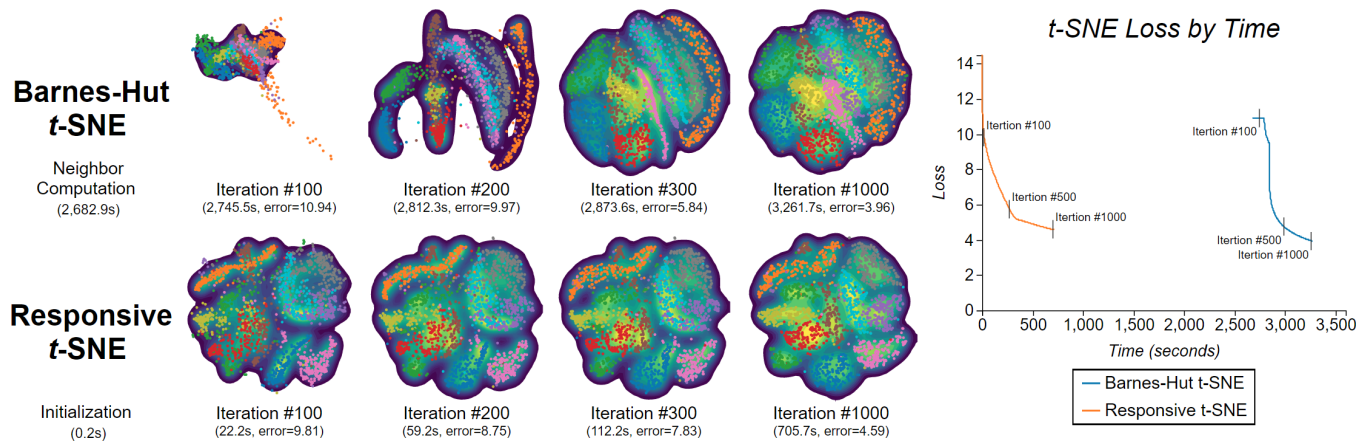 Barnes-Hut
t-SNE
Neighbor
Computation
(2,682.9s)
Iteration #100
(2,745.5s, error=10.94)
Iteration #200
(2,812.3s, error=9.97)
Iteration #300
(2,873.6s, error=5.84)
Iteration #1000
(3,261.7s, error=3.96)
Responsive
t-SNE
Initialization
(0.2s)
Iteration #100
(22.2s, error=9.81)
Iteration #200
(59.2s, error=8.75)
Iteration #300
(112.2s, error=7.83)
Iteration #1000
(705.7s, error=4.59)
t-SNE Loss by Time
14
12
10
8
6
4
2
0
Loss
Itertion #100
Itertion #500
Itertion #1000
Itertion #100
Itertion #500
Itertion #1000
0
500
1,000
1,500
2,000
2,500
3,000
3,500
Time (seconds)
Barnes-Hut t-SNE
Responsive t-SNE